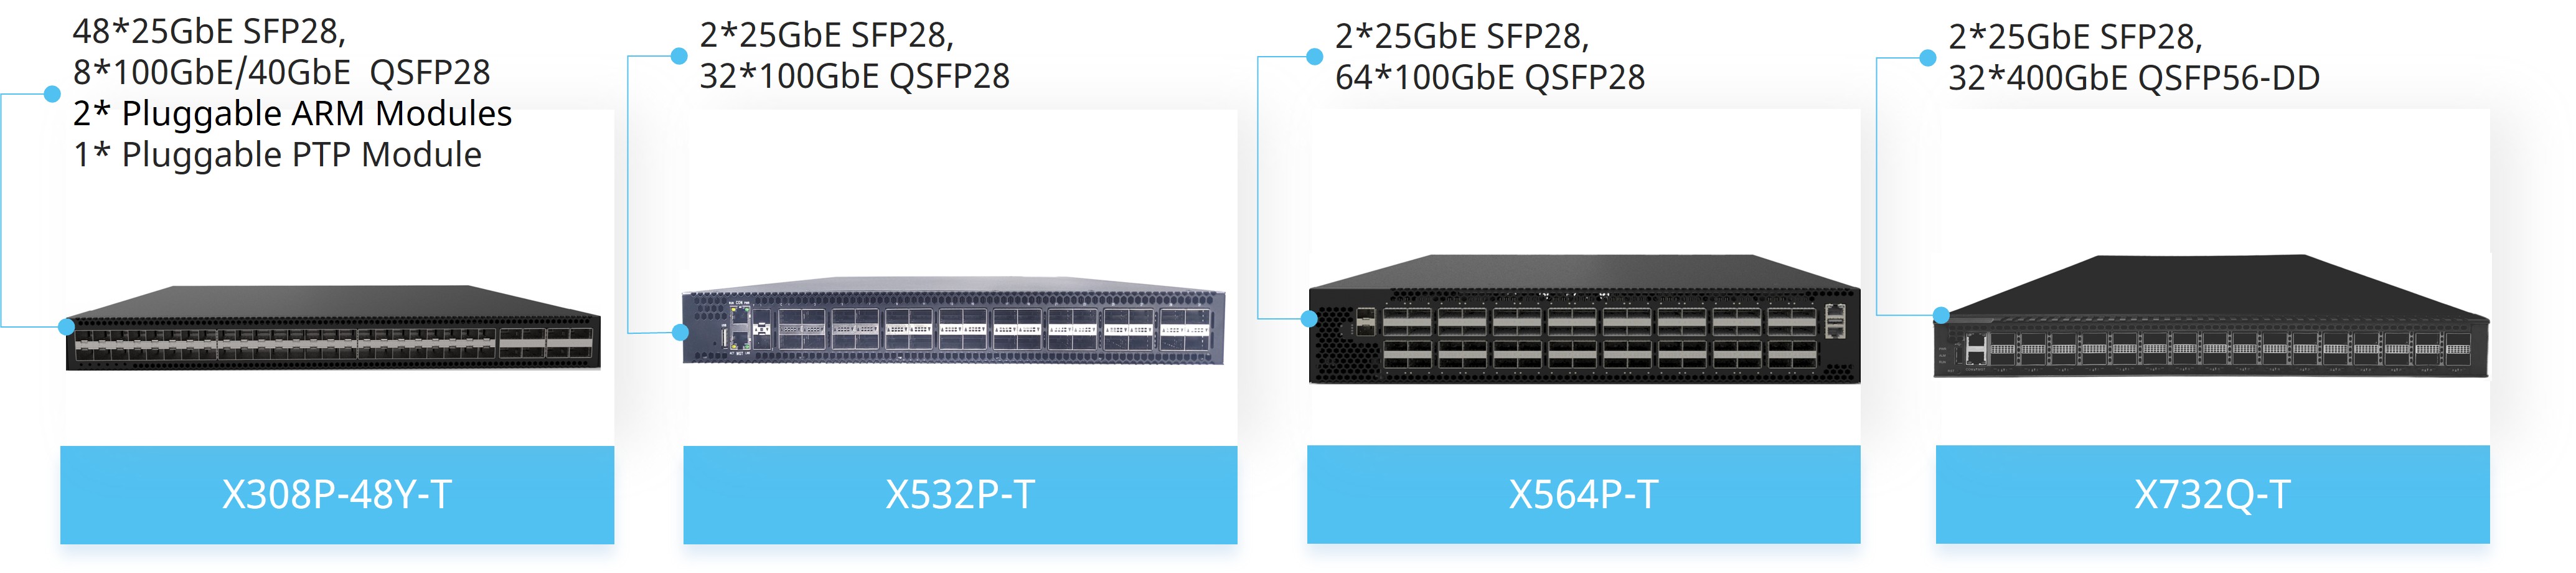 48*25GbE SFP28,
8*100GbE/40GbE  QSFP28
2* Pluggable ARM Modules
1* Pluggable PTP Module
X308P-48Y-T
2*25GbE SFP28,
32*100GbE QSFP28
X532P-T
2*25GbE SFP28,
64*100GbE QSFP28
X564P-T
2*25GbE SFP28,
32*400GbE QSFP56-DD
X732Q-T